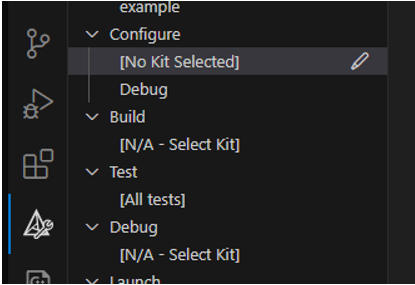 example
Configure
[No Kit Selected]
Debug
Build
[N/A - Select Kit]
Test
[All tests]
Debug
[N/A - Select Kit]
Launch